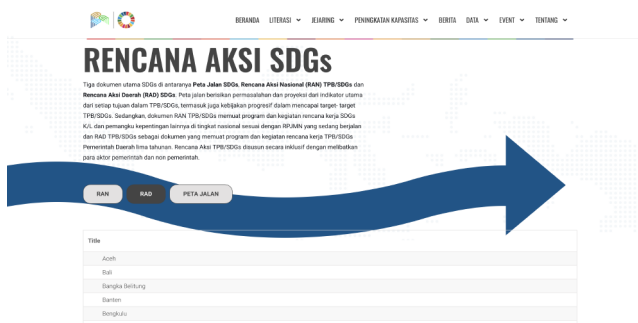 BERANDA LITERASI JEJARING PENINGKATAN KAPASITAS BERITA DATA EVENT TENTANG
RENCANA AKSI SDGs
Tiga dokumen utama SDGs di antaranya Peta Jalan SDGs, Rencana Aksi Nasional (RAN) TPB/SDGs dan
Rencana Aksi Daerah (RAD) SDGs. Peta jalan berisikan permasalahan dan proyeksi dari indikator utama
dari setiap tujuan dalam TPB/SDGs, termasuk juga kebijakan progresif dalam mencapai target- target
TPB/SDGs. Sedangkan, dokumen RAN TPB/SDGs memuat program dan kegiatan rencana kerja SDGs
K/L dan pemangku kepentingan lainnya di tingkat nasional sesuai dengan RPJMN yang sedang berjalan
dan RAD TPB/SDGs sebagai dokumen yang memuat program dan kegiatan rencana kerja TPB/SDGs
Pemerintah Daerah lima tahunan. Rencana Aksi TPB/SDGs disusun secara inklusif dengan melibatkan
para aktor pemerintah dan non pemerintah.
RAN RAD PETA JALAN
Title
Aceh
Bali
Bangka Belitung
Banten
Bengkulu